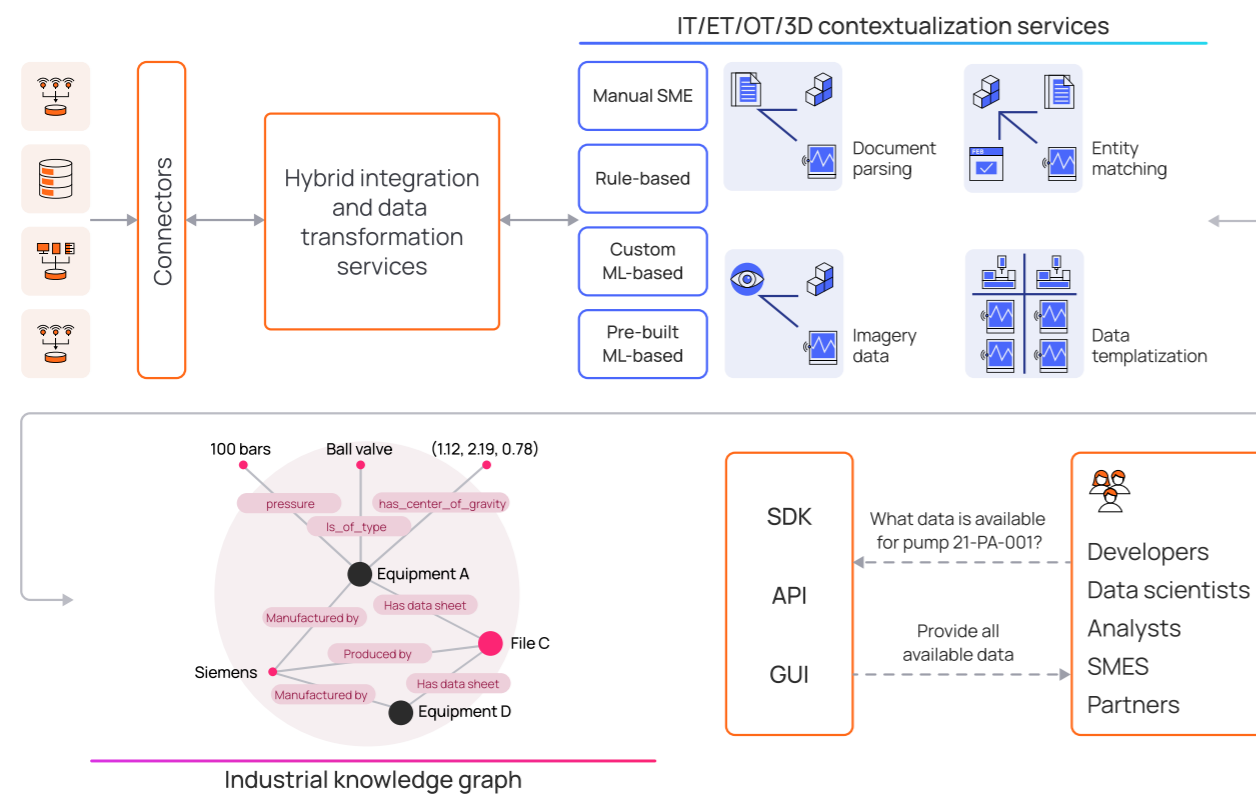 IT/ET/OT/3D contextualization services
Connectors
Hybrid integration
and data
transformation
services
Manual SME
Rule-based
Custom
ML-based
Pre-built
ML-based
Document
parsing
FEB
Entity
matching
Imagery
data
Data
templatization
100 bars
Ball valve
(1.12, 2.19, 0.78)
pressure
has_center_of_gravity
Is_of_type
Equipment A
Has data sheet
Manufactured by
File C
Produced by
Siemens
Has data sheet
Manufactured by
Equipment D
Industrial knowledge graph
SDK
API
GUI
What data is available
for pump 21-PA-001?
Provide all
available data
Developers
Data scientists
Analysts
SMES
Partners